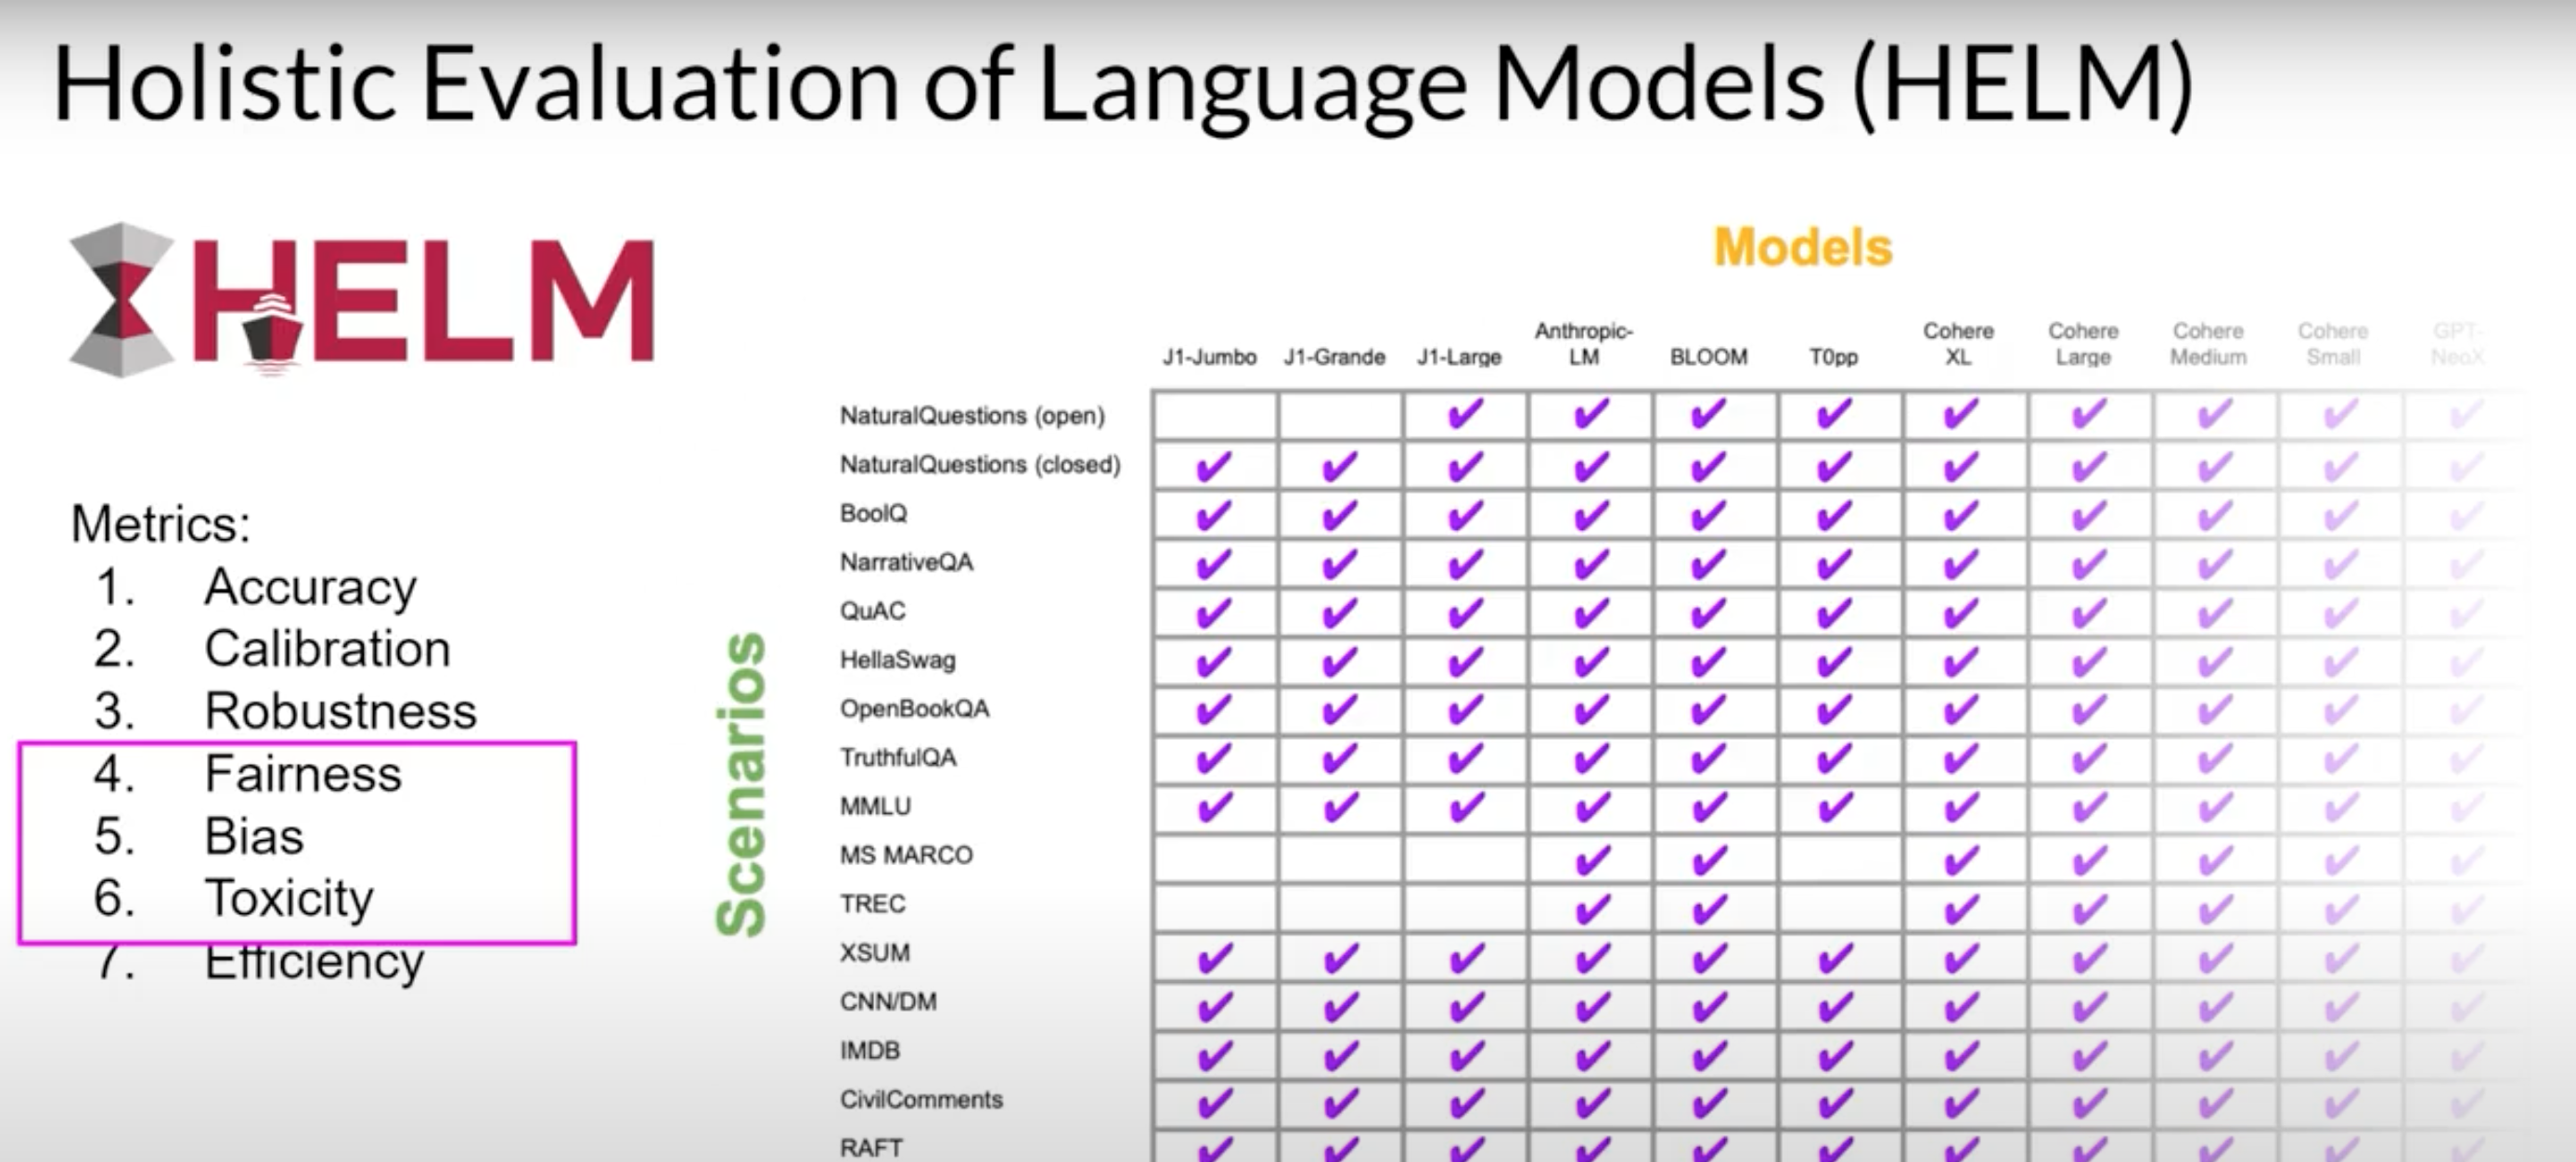 Holistic Evaluation of Language Models (HELM)
HELM
Metrics:
1. Accuracy
2. Calibration
3. Robustness
4. Fairness
5. Bias
6. Toxicity
7. Efficiency
Scenarios
Models
J1-Jumbo J1-Grande J1-Large Anthropic-LM BLOOM T0pp Cohere XL Cohere Large Cohere Medium Cohere Small GPT-NeoX
NaturalQuestions (open) ✔ ✔ ✔ ✔ ✔ ✔ ✔ ✔ ✔
NaturalQuestions (closed) ✔ ✔ ✔ ✔ ✔ ✔ ✔ ✔ ✔ ✔ ✔
BoolQ ✔ ✔ ✔ ✔ ✔ ✔ ✔ ✔ ✔ ✔ ✔
NarrativeQA ✔ ✔ ✔ ✔ ✔ ✔ ✔ ✔ ✔ ✔ ✔
QuAC ✔ ✔ ✔ ✔ ✔ ✔ ✔ ✔ ✔ ✔ ✔
HellaSwag ✔ ✔ ✔ ✔ ✔ ✔ ✔ ✔ ✔ ✔ ✔
OpenBookQA ✔ ✔ ✔ ✔ ✔ ✔ ✔ ✔ ✔ ✔ ✔
TruthfulQA ✔ ✔ ✔ ✔ ✔ ✔ ✔ ✔ ✔ ✔ ✔
MMLU ✔ ✔ ✔ ✔ ✔ ✔ ✔ ✔ ✔ ✔ ✔
MS MARCO ✔ ✔ ✔ ✔ ✔ ✔ ✔
TREC ✔ ✔ ✔ ✔ ✔ ✔ ✔
XSUM ✔ ✔ ✔ ✔ ✔ ✔ ✔ ✔ ✔ ✔ ✔
CNN/DM ✔ ✔ ✔ ✔ ✔ ✔ ✔ ✔ ✔ ✔ ✔
IMDB ✔ ✔ ✔ ✔ ✔ ✔ ✔ ✔ ✔ ✔ ✔
CivilComments ✔ ✔ ✔ ✔ ✔ ✔ ✔ ✔ ✔ ✔ ✔
RAFT ✔ ✔ ✔ ✔ ✔ ✔ ✔ ✔ ✔ ✔ ✔